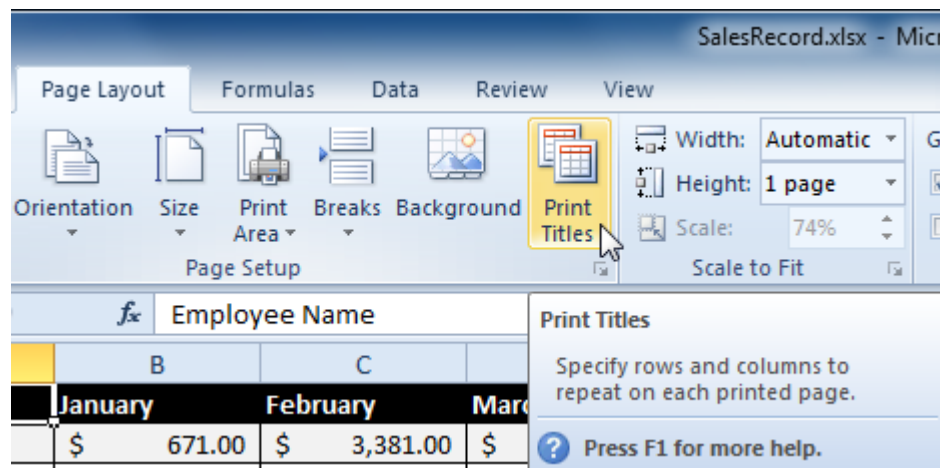 SalesRecord.xlsx - Micr
Page Layout Formulas Data Review View
Width: Automatic G
Height: 1 page
Orientation Size Print Area Breaks Background Print Titles Scale: 74%
Page Setup Scale to Fit
fx Employee Name
Print Titles
Specify rows and columns to
repeat on each printed page.
Press F1 for more help.
B C
January February Marc
$ 671.00 $ 3,381.00 $